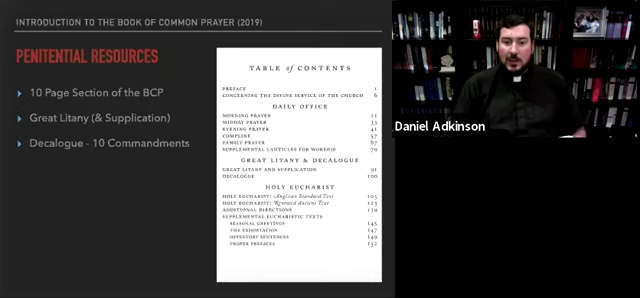 INTRODUCTION TO THE BOOK OF COMMON PRAYER (2019)
PENITENTIAL RESOURCES
10 Page Section of the BCP
Great Litany (& Supplication)
Decalogue - 10 Commandments
TABLE of CONTENTS
PREFACE 1
CONCERNING THE DIVINE SERVICE OF THE CHURCH 6
DAILY OFFICE
MORNING PRAYER 11
MIDDAY PRAYER 33
EVENING PRAYER 41
COMPLINE 57
FAMILY PRAYER 67
SUPPLEMENTAL CANTICLES FOR WORSHIP 79
GREAT LITANY & DECALOGUE
GREAT LITANY AND SUPPLICATION 91
DECALOGUE 100
HOLY EUCHARIST
HOLY EUCHARIST: Anglican Standard Text 105
HOLY EUCHARIST: Renewed Ancient Text 123
ADDITIONAL DIRECTIONS 139
SUPPLEMENTAL EUCHARISTIC TEXTS
SEASONAL GREETINGS 145
THE EXHORTATION 147
OFFERTORY SENTENCES 149
PROPER PREFACES 152
Daniel Adkinson